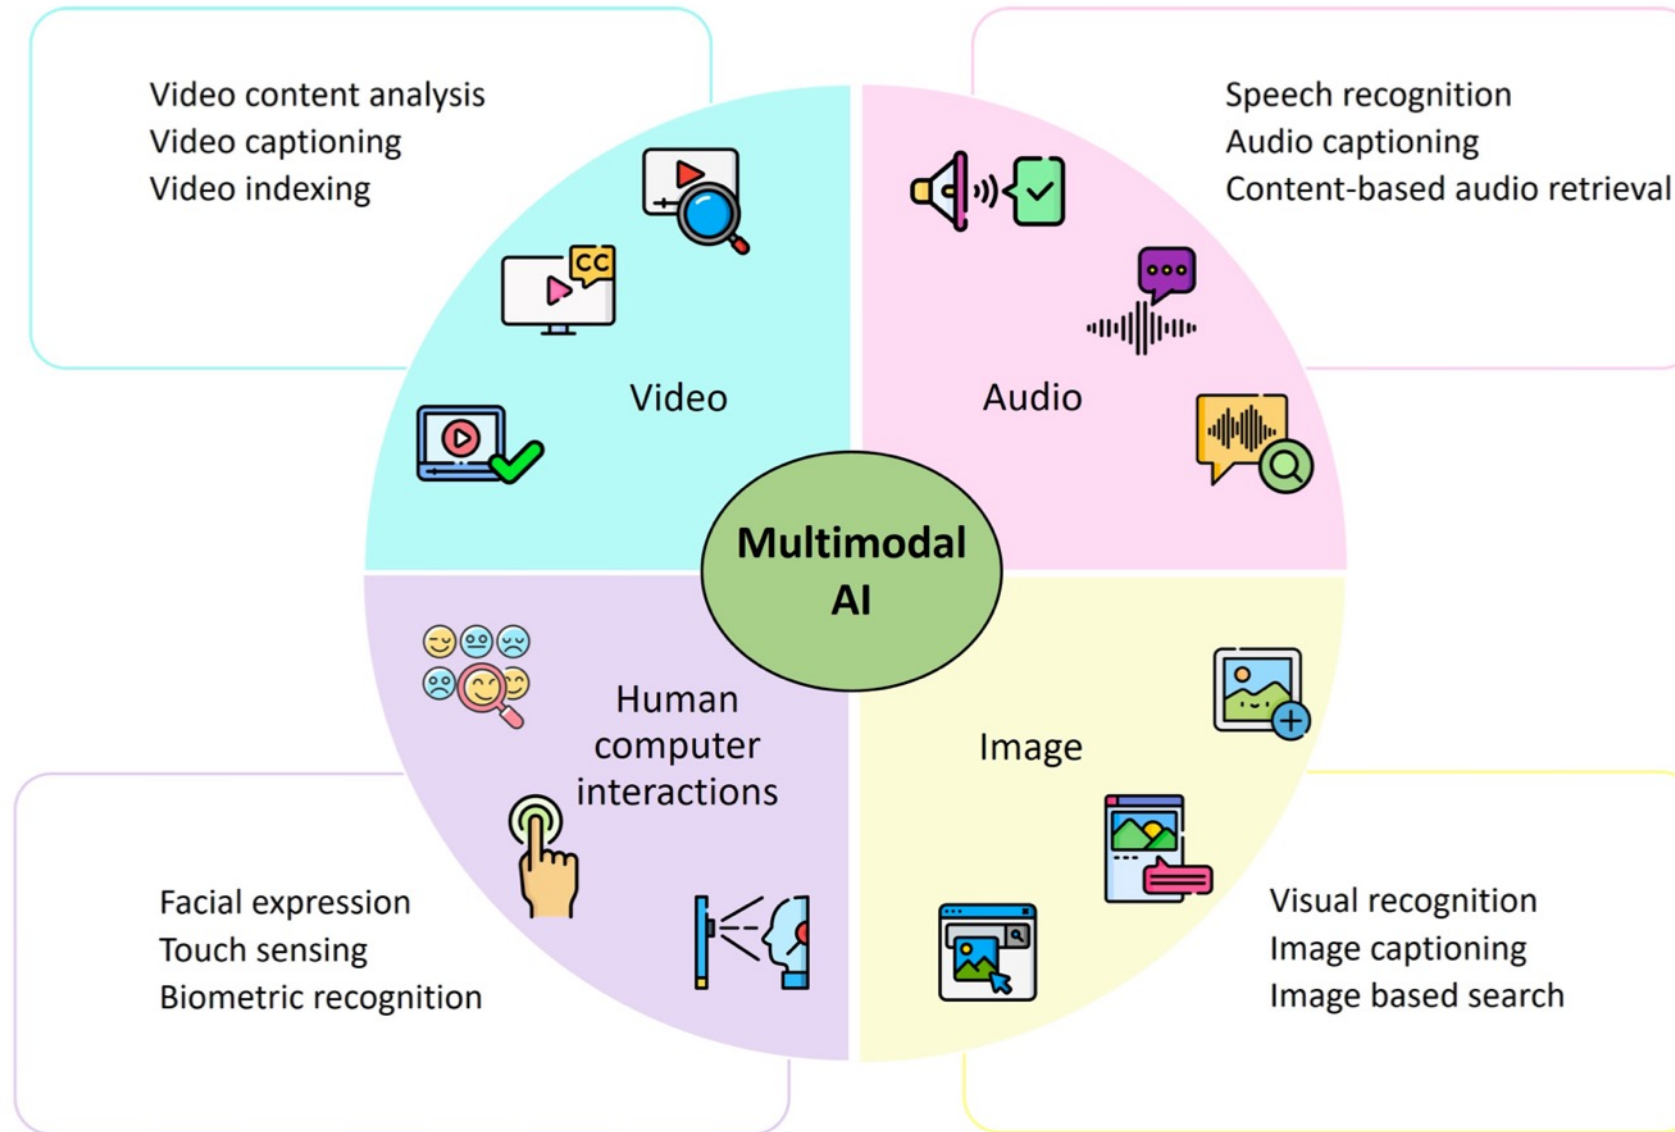 Video content analysis
Video captioning
Video indexing
Speech recognition
Audio captioning
Content-based audio retrieval
CC
Video
Audio
Multimodal
AI
Human
computer
interactions
Image
Facial expression
Touch sensing
Biometric recognition
Visual recognition
Image captioning
Image based search